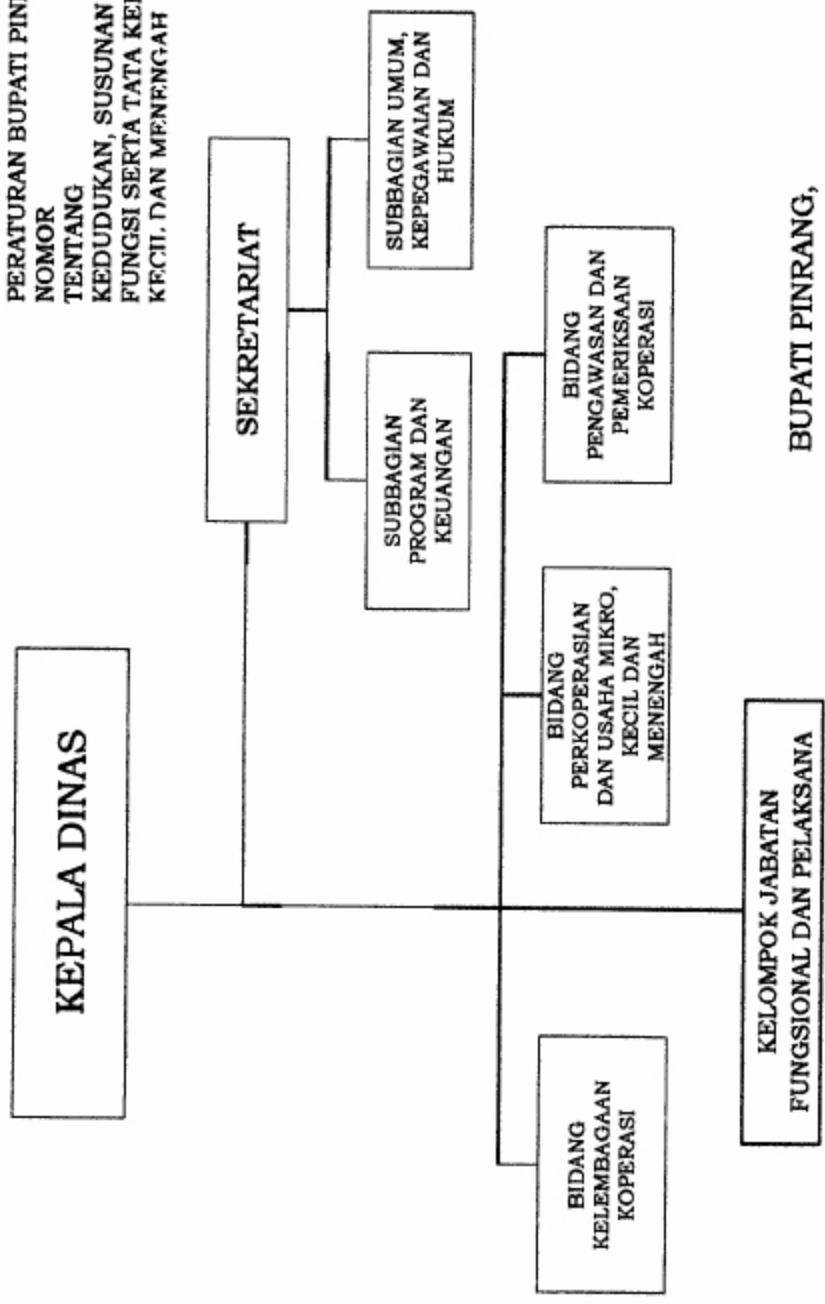 PERATURAN BUPATI
NOMOR
TENTANG
KEDUDUKAN, SUSUNAN
FUNGSI SERTA TATA
KECIL DAN MENENGAH
KEPALA DINAS
SEKRETARIAT
SUBBAGIAN
PROGRAM DAN
KEUANGAN
SUBBAGIAN UMUM,
KEPEGAWAIAN DAN
HUKUM
BIDANG
KELEMBAGAAN
KOPERASI
BIDANG
PERKOPERASIAN
DAN USAHA MIKRO,
KECIL DAN
MENENGAH
BIDANG
PENGAWASAN DAN
PEMERIKSAAN
KOPERASI
KELOMPOK JABATAN
FUNGSIONAL DAN PELAKSANA
BUPATI PINRANG,